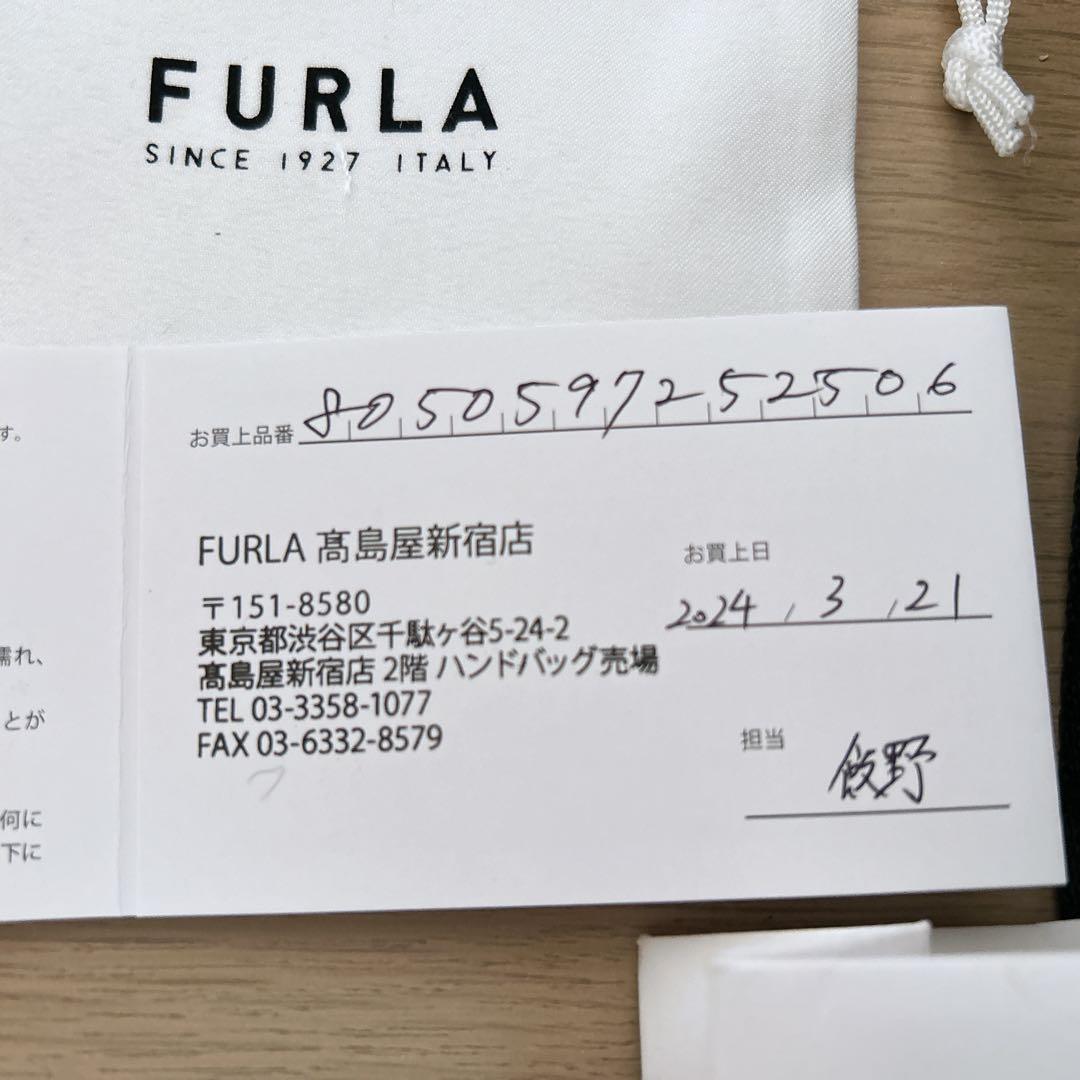 FURLA
SINCE 1927 ITALY
す。
濡れ、
とが
何に
下に
お買上品番 8050597252506
FURLA 髙島屋新宿店
〒151-8580
東京都渋谷区千駄ヶ谷5-24-2
髙島屋新宿店 2階 ハンドバッグ売場
TEL 03-3358-1077
FAX 03-6332-8579
お買上日
2024, 3, 21
担当
飯野